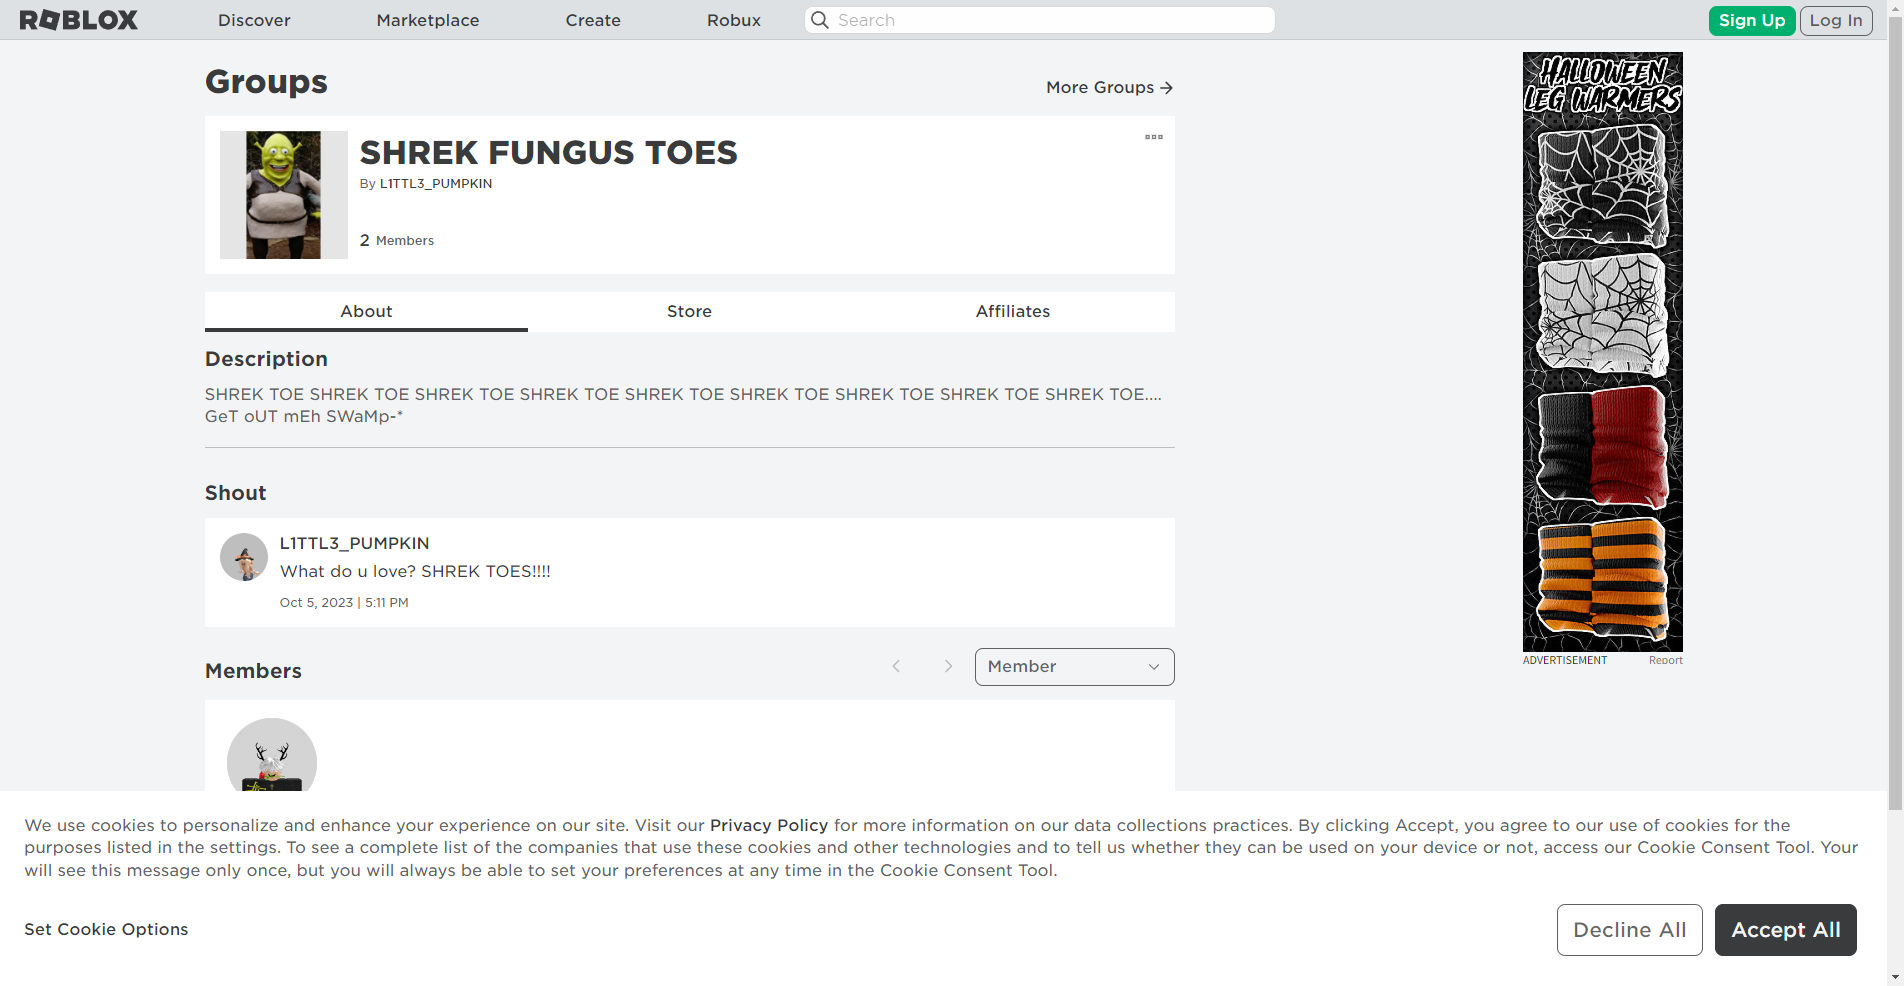 ROBLOX
Discover
Marketplace
Create
Robux
Search
Sign Up
Log In
Groups
More Groups →
SHREK FUNGUS TOES
By L1TTL3_PUMPKIN
2 Members
About
Store
Affiliates
Description
SHREK TOE SHREK TOE SHREK TOE SHREK TOE SHREK TOE SHREK TOE SHREK TOE SHREK TOE SHREK TOE....
GeT oUT mEh SWaMp-*
Shout
L1TTL3_PUMPKIN
What do u love? SHREK TOES!!!!
Oct 5, 2023 | 5:11 PM
Members
Member
HALLOWEEN
LEG WARMERS
ADVERTISEMENT
Report
We use cookies to personalize and enhance your experience on our site. Visit our Privacy Policy for more information on our data collections practices. By clicking Accept, you agree to our use of cookies for the
purposes listed in the settings. To see a complete list of the companies that use these cookies and other technologies and to tell us whether they can be used on your device or not, access our Cookie Consent Tool. Your
will see this message only once, but you will always be able to set your preferences at any time in the Cookie Consent Tool.
Set Cookie Options
Decline All
Accept All